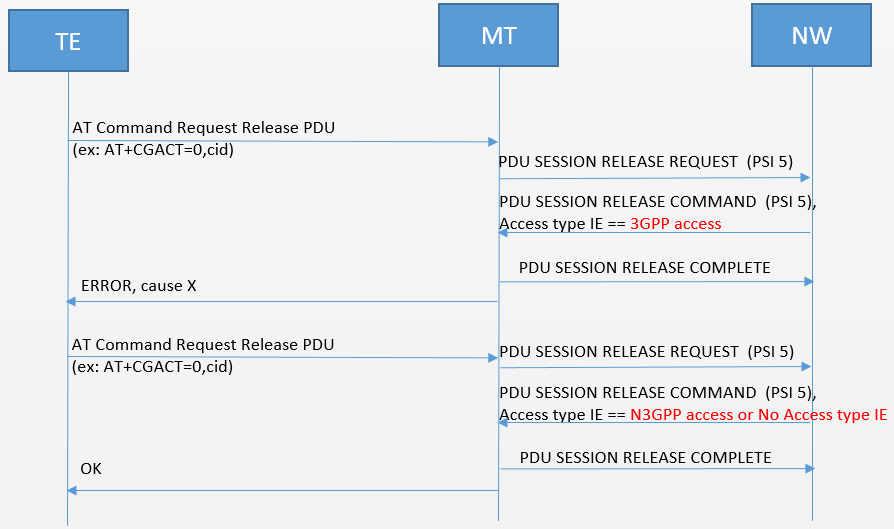 TE
MT
NW
AT Command Request Release PDU
(ex: AT+CGACT=0,cid)
PDU SESSION RELEASE REQUEST (PSI 5)
PDU SESSION RELEASE COMMAND (PSI 5),
Access type IE == 3GPP access
PDU SESSION RELEASE COMPLETE
ERROR, cause X
AT Command Request Release PDU
(ex: AT+CGACT=0,cid)
PDU SESSION RELEASE REQUEST (PSI 5)
PDU SESSION RELEASE COMMAND (PSI 5),
Access type IE == N3GPP access or No Access type IE
PDU SESSION RELEASE COMPLETE
OK